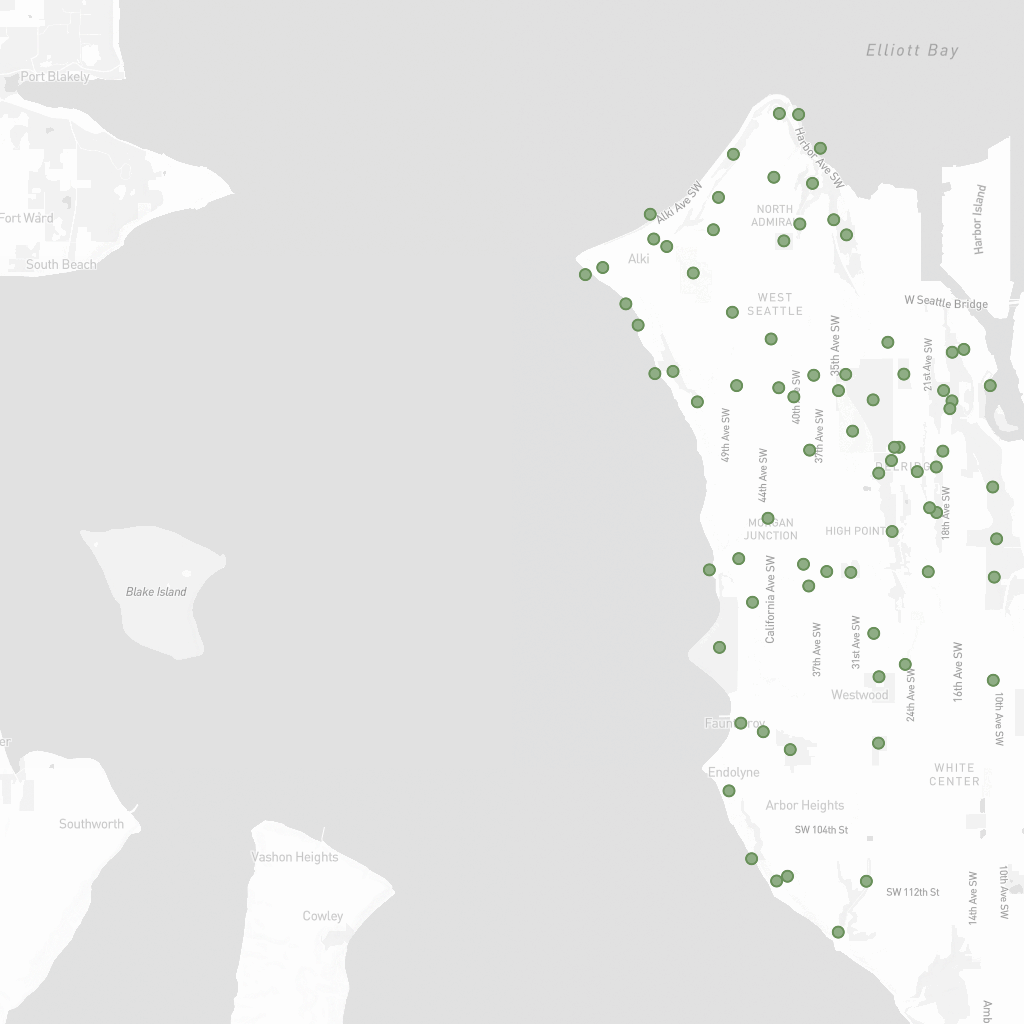 Elliott Bay
Port Blakely
Harbor Ave SW
Alki Ave SW
NORTH
ADMIRAL
Fort Ward
Harbor Island
South Beach
Alki
WEST
SEATTLE
W Seattle Bridge
35th Ave SW
21st Ave SW
40th Ave SW
49th Ave SW
37th Ave SW
44th Ave SW
DELRIDGE
18th Ave SW
MORGAN
JUNCTION
HIGH POINT
Blake Island
California Ave SW
37th Ave SW
31st Ave SW
16th Ave SW
24th Ave SW
Westwood
10th Ave SW
Fauntleroy
er
Endolyne
WHITE
CENTER
Arbor Heights
Southworth
SW 104th St
Vashon Heights
SW 112th St
14th Ave SW
10th Ave SW
Cowley
Amb